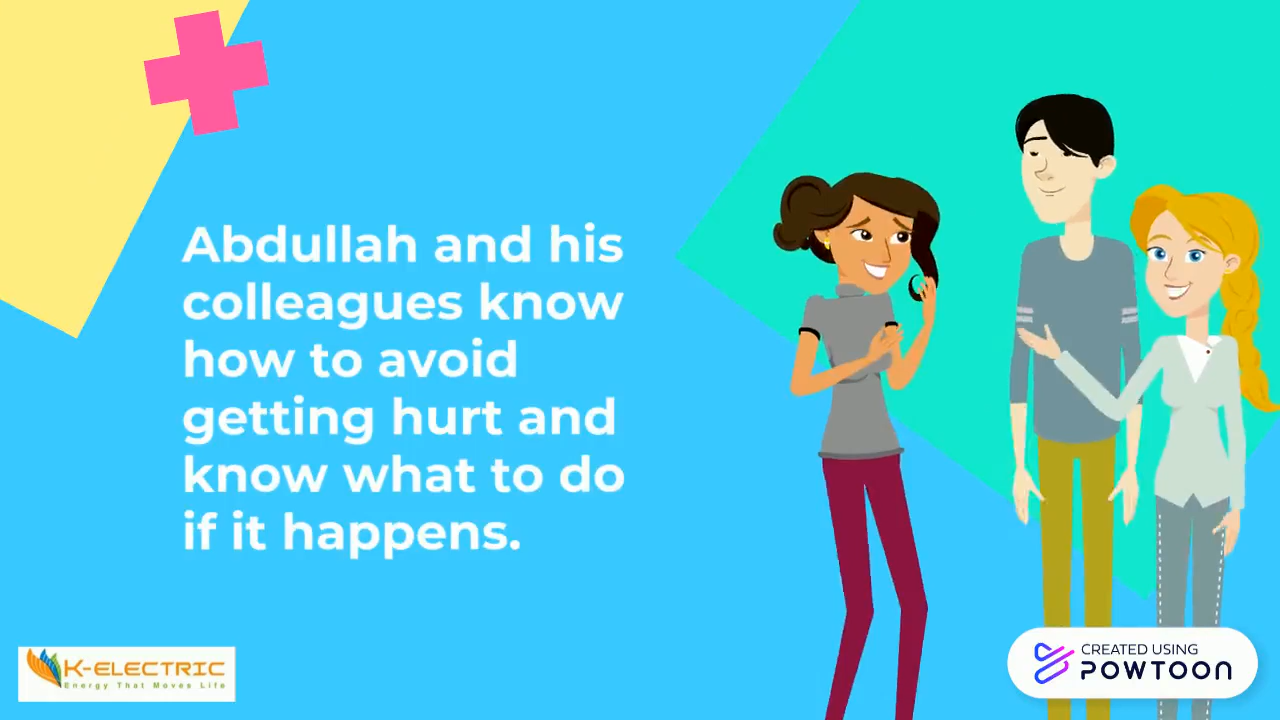 Abdullah and his
colleagues know
how to avoid
getting hurt and
know what to do
if it happens.
K-ELECTRIC
Energy That Moves Life
CREATED USING
POWTOON